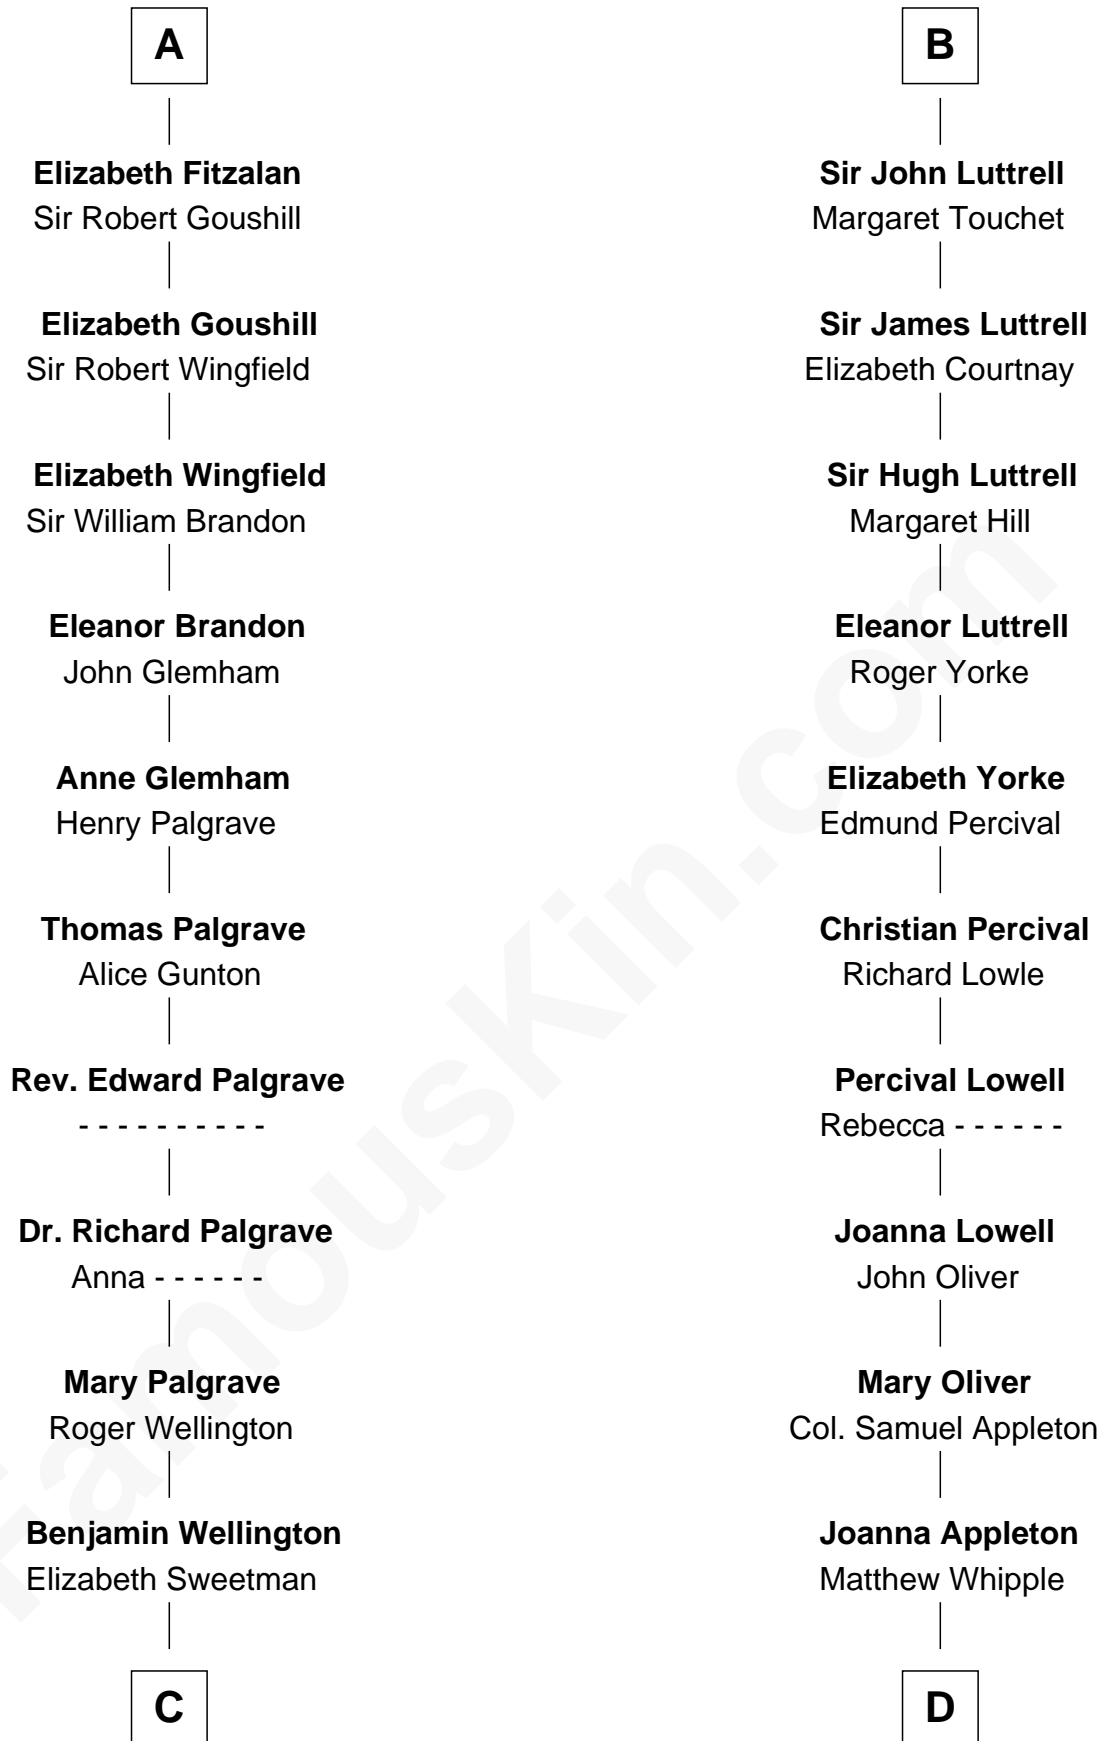 A
Elizabeth Fitzalan
Sir Robert Goushill
Elizabeth Goushill
Sir Robert Wingfield
Elizabeth Wingfield
Sir William Brandon
Eleanor Brandon
John Glemham
Anne Glemham
Henry Palgrave
Thomas Palgrave
Alice Gunton
Rev. Edward Palgrave
- - - - - - - - - -
Dr. Richard Palgrave
Anna - - - - - -
Mary Palgrave
Roger Wellington
Benjamin Wellington
Elizabeth Sweetman
C
B
Sir John Luttrell
Margaret Touchet
Sir James Luttrell
Elizabeth Courtnay
Sir Hugh Luttrell
Margaret Hill
Eleanor Luttrell
Roger Yorke
Elizabeth Yorke
Edmund Percival
Christian Percival
Richard Lowle
Percival Lowell
Rebecca - - - - - -
Joanna Lowell
John Oliver
Mary Oliver
Col. Samuel Appleton
Joanna Appleton
Matthew Whipple
D
FamousKin.com